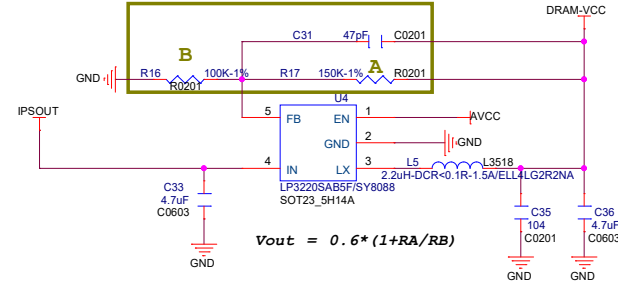 DRAM-VCC
C31 47pF C0201
B A
GND R16 100K-1% R17 150K-1% R0201
R0201
U4
IPSOUT
5 FB EN 1 AVCC
GND 2 GND
4 IN LX 3 L5 L3518
2.2uH-DCR<0.1R-1.5A/ELL4LG2R2NA
LP3220SAB5F/SY8088
SOT23_5H14A
C33
4.7uF
C0603
C35
104
C0201
C36
4.7uF
C0603
Vout = 0.6*(1+RA/RB)
GND
GND
GND